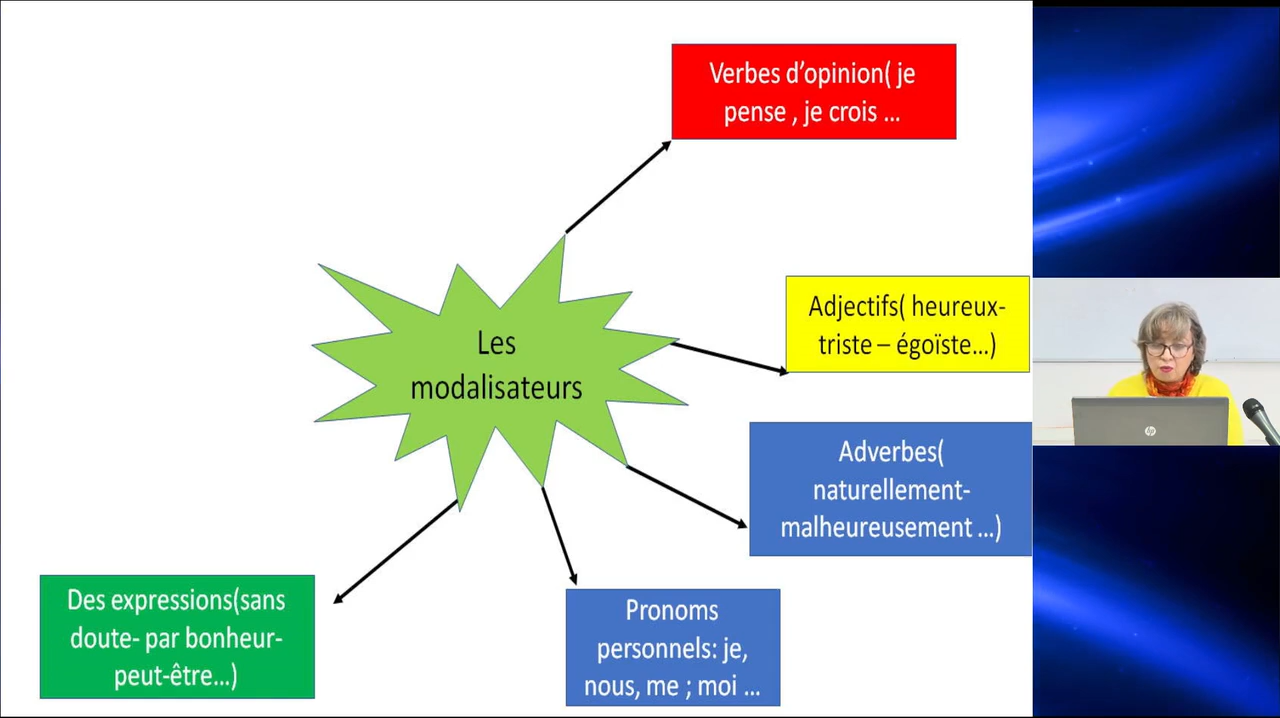 Verbes d’opinion( je
pense , je crois …
Adjectifs( heureux-
triste – égoïste…)
Les
modalisateurs
Adverbes(
naturellement-
malheureusement …)
Des expressions(sans
doute- par bonheur-
peut-être…)
Pronoms
personnels: je,
nous, me ; moi …
hp